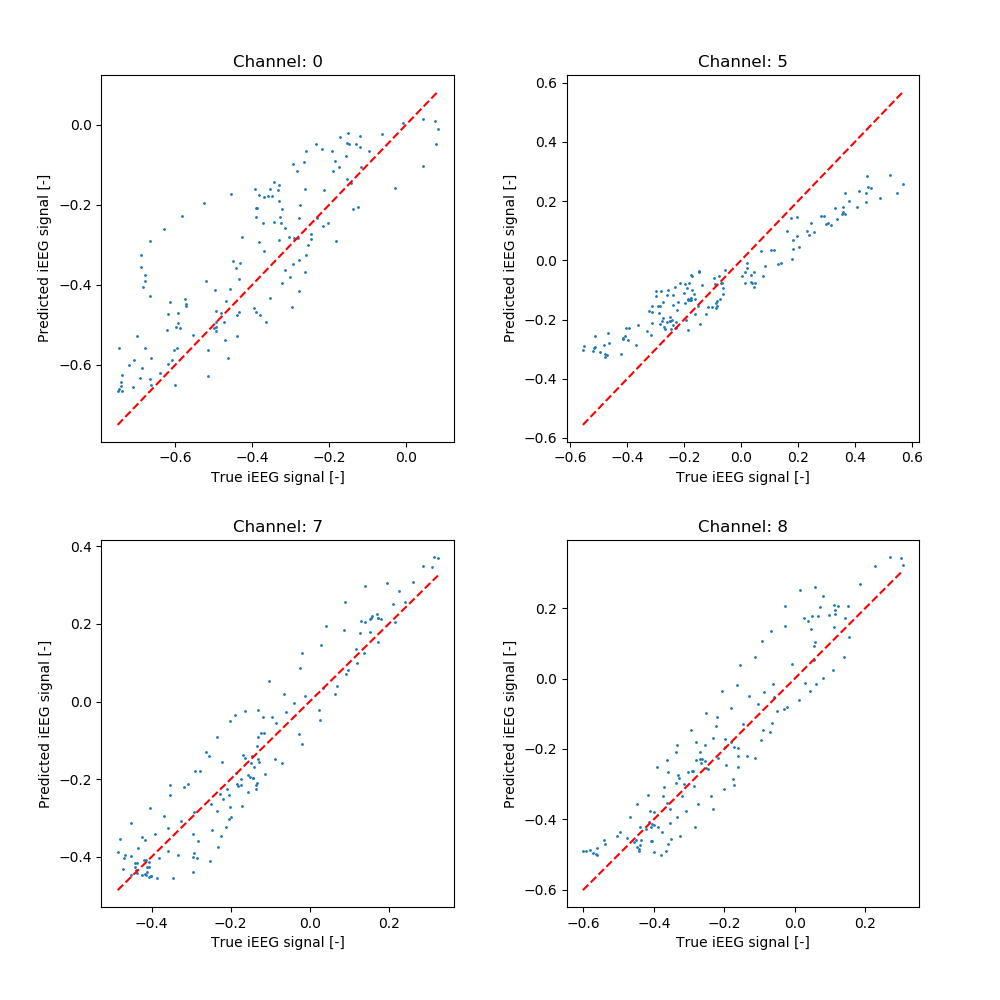 Channel: 0
0.0
−0.2
−0.4
−0.6
Predicted iEEG signal [-]
−0.6 −0.4 −0.2 0.0
True iEEG signal [-]
Channel: 5
0.6
0.4
0.2
0.0
−0.2
−0.4
−0.6
Predicted iEEG signal [-]
−0.6 −0.4 −0.2 0.0 0.2 0.4 0.6
True iEEG signal [-]
Channel: 7
0.4
0.2
0.0
−0.2
−0.4
Predicted iEEG signal [-]
−0.4 −0.2 0.0 0.2
True iEEG signal [-]
Channel: 8
0.2
0.0
−0.2
−0.4
−0.6
Predicted iEEG signal [-]
−0.6 −0.4 −0.2 0.0 0.2
True iEEG signal [-]